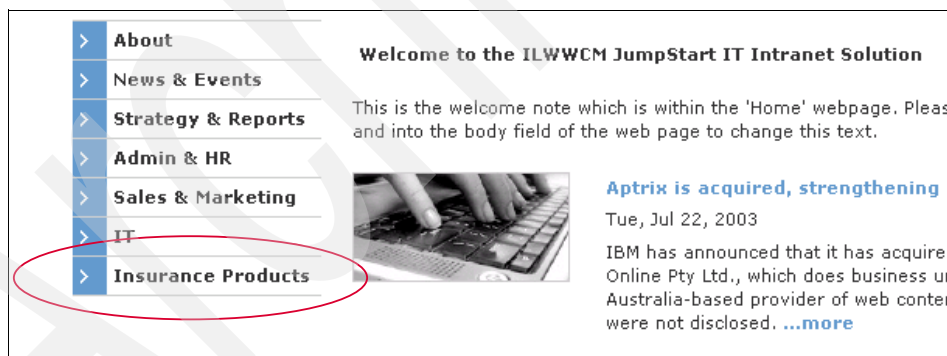 About
News & Events
Strategy & Reports
Admin & HR
Sales & Marketing
IT
Insurance Products
Welcome to the ILWWCM JumpStart IT Intranet Solution
This is the welcome note which is within the 'Home' webpage. Pleas
and into the body field of the web page to change this text.
Aptrix is acquired, strengthening
Tue, Jul 22, 2003
IBM has announced that it has acquire
Online Pty Ltd., which does business u
Australia-based provider of web conte
were not disclosed. ...more